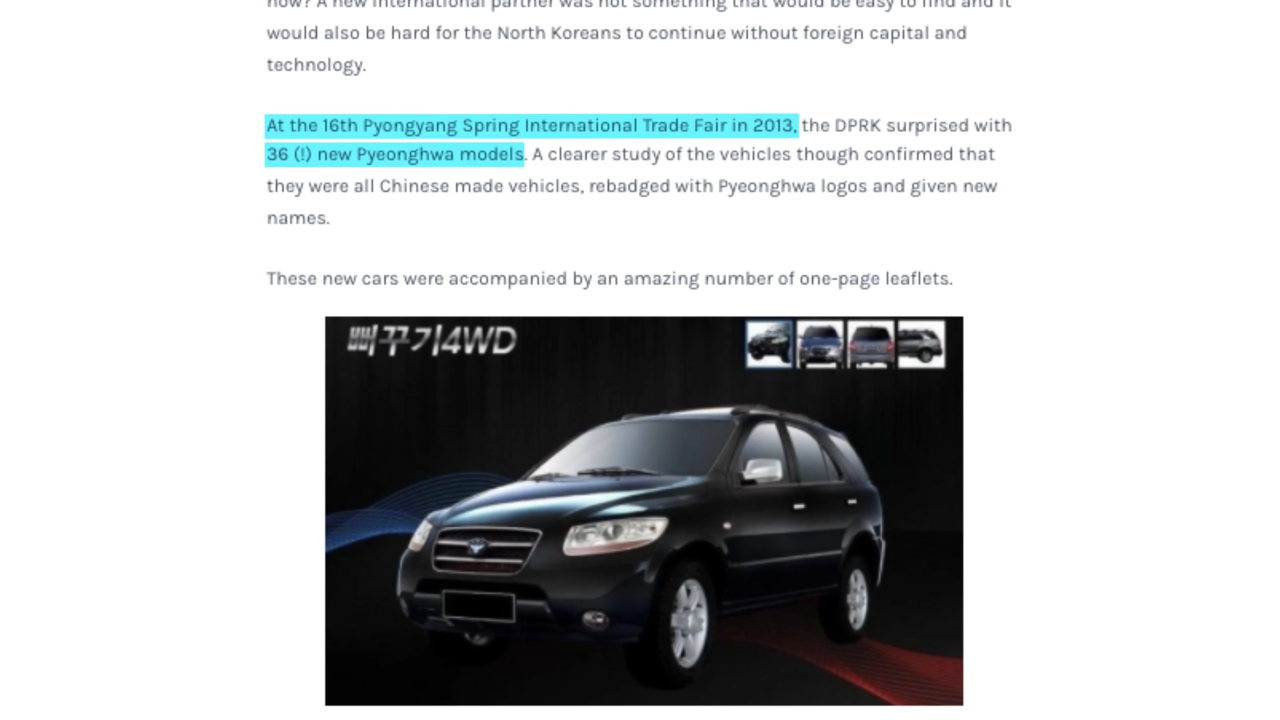 now? A new international partner was not something that would be easy to find and it
would also be hard for the North Koreans to continue without foreign capital and
technology.
At the 16th Pyongyang Spring International Trade Fair in 2013, the DPRK surprised with
36 (!) new Pyeonghwa models. A clearer study of the vehicles though confirmed that
they were all Chinese made vehicles, rebadged with Pyeonghwa logos and given new
names.
These new cars were accompanied by an amazing number of one-page leaflets.
뻐꾸기4WD